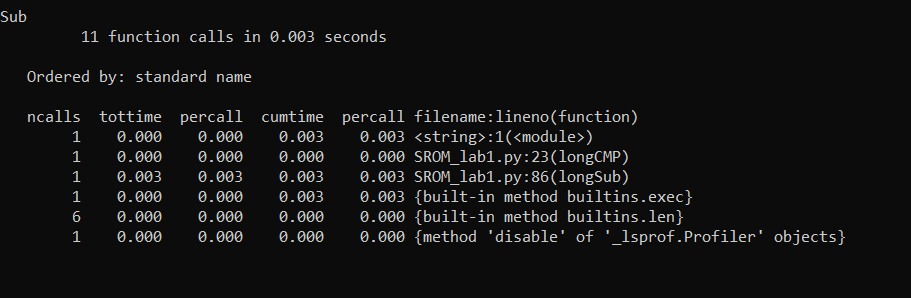 Sub
         11 function calls in 0.003 seconds

   Ordered by: standard name

   ncalls  tottime  percall  cumtime  percall filename:lineno(function)
        1    0.000    0.000    0.003    0.003 <string>:1(<module>)
        1    0.000    0.000    0.000    0.000 SROM_lab1.py:23(longCMP)
        1    0.003    0.003    0.003    0.003 SROM_lab1.py:86(longSub)
        1    0.000    0.000    0.003    0.003 {built-in method builtins.exec}
        6    0.000    0.000    0.000    0.000 {built-in method builtins.len}
        1    0.000    0.000    0.000    0.000 {method 'disable' of '_lsprof.Profiler' objects}